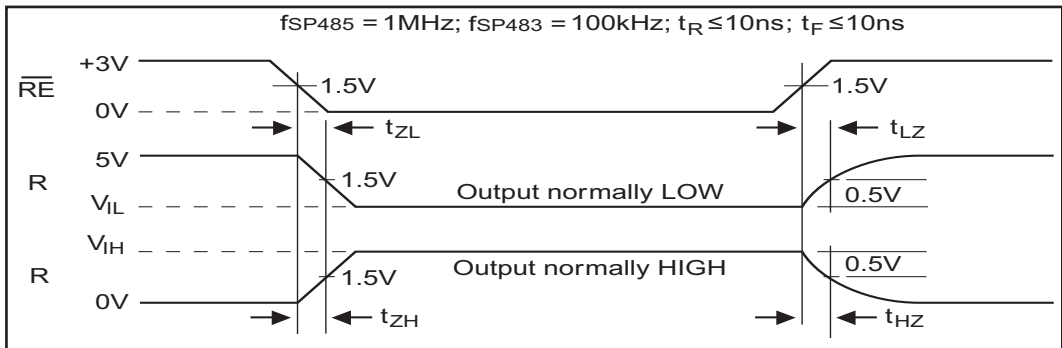 fSP485 = 1MHz; fSP483 = 100kHz; tR ≤ 10ns; tF ≤ 10ns
+3V
RE
1.5V
1.5V
0V
tZL
tLZ
5V
R
1.5V
Output normally LOW
0.5V
VIL
VIH
R
1.5V
Output normally HIGH
0.5V
0V
tZH
tHZ